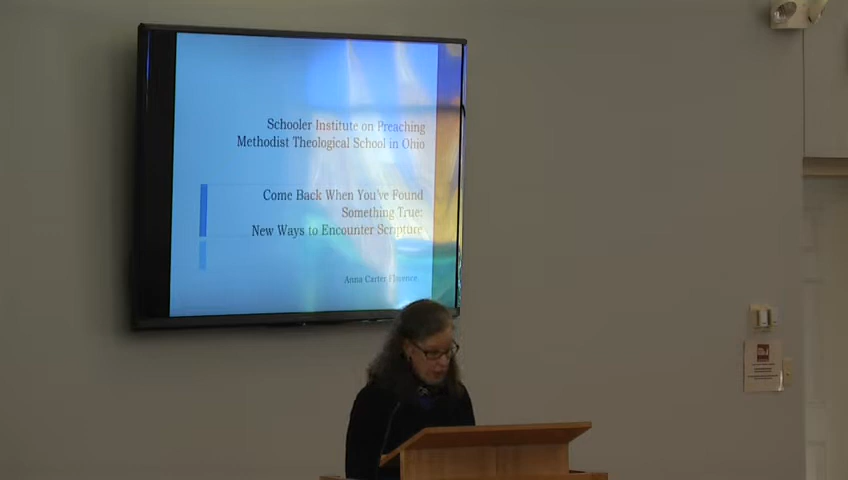 Schooler Institute on Preaching
Methodist Theological School in Ohio
Come Back When You've Found
Something True:
New Ways to Encounter Scripture
Anna Carter Florence